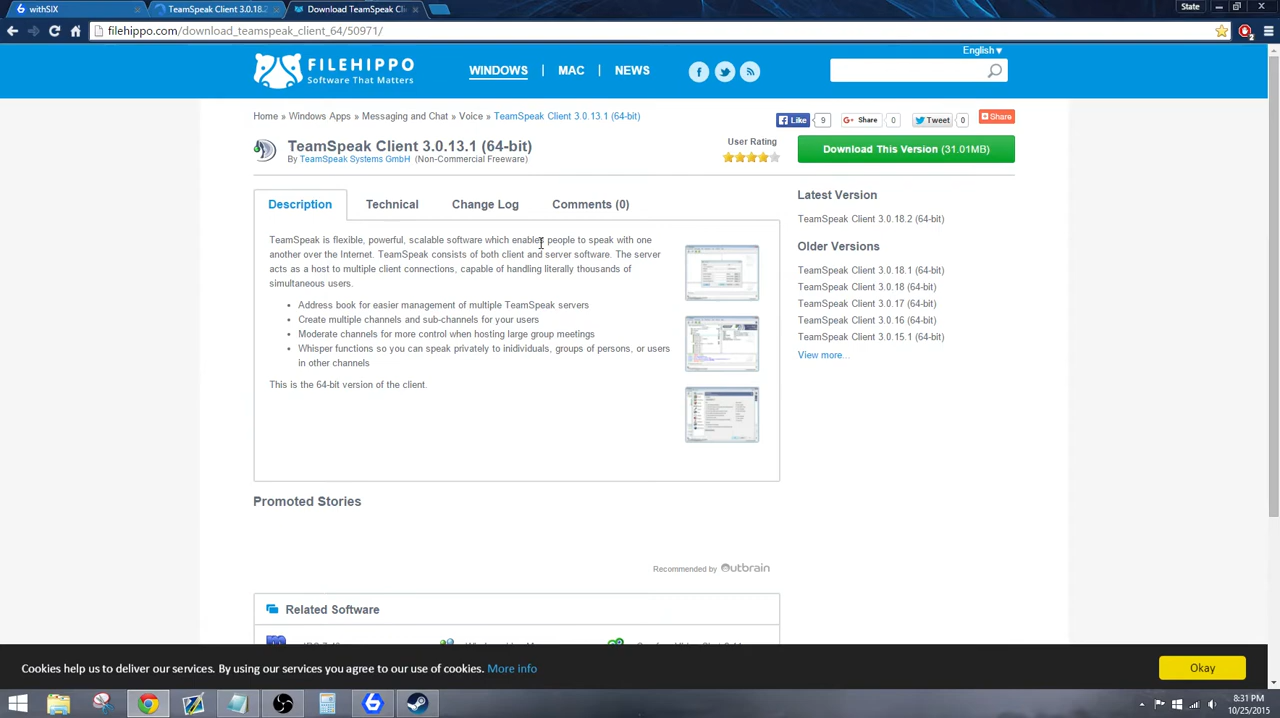 withSIX
TeamSpeak Client 3.0.18.2
Download TeamSpeak Clie
State
filehippo.com/download_teamspeak_client_64/50971/
2
English ▾
FILEHIPPO
Software That Matters
WINDOWS | MAC | NEWS
Home » Windows Apps » Messaging and Chat » Voice » TeamSpeak Client 3.0.13.1 (64-bit)
Like 9 Share 0 Tweet 0 Share
TeamSpeak Client 3.0.13.1 (64-bit)
By TeamSpeak Systems GmbH (Non-Commercial Freeware)
User Rating
Download This Version (31.01MB)
Description Technical Change Log Comments (0)
TeamSpeak is flexible, powerful, scalable software which enables people to speak with one
another over the Internet. TeamSpeak consists of both client and server software. The server
acts as a host to multiple client connections, capable of handling literally thousands of
simultaneous users.
• Address book for easier management of multiple TeamSpeak servers
• Create multiple channels and sub-channels for your users
• Moderate channels for more control when hosting large group meetings
• Whisper functions so you can speak privately to inidividuals, groups of persons, or users
in other channels
This is the 64-bit version of the client.
Latest Version
TeamSpeak Client 3.0.18.2 (64-bit)
Older Versions
TeamSpeak Client 3.0.18.1 (64-bit)
TeamSpeak Client 3.0.18 (64-bit)
TeamSpeak Client 3.0.17 (64-bit)
TeamSpeak Client 3.0.16 (64-bit)
TeamSpeak Client 3.0.15.1 (64-bit)
View more...
Promoted Stories
Recommended by Outbrain
Related Software
Cookies help us to deliver our services. By using our services you agree to our use of cookies. More info
Okay
8:31 PM
10/25/2015